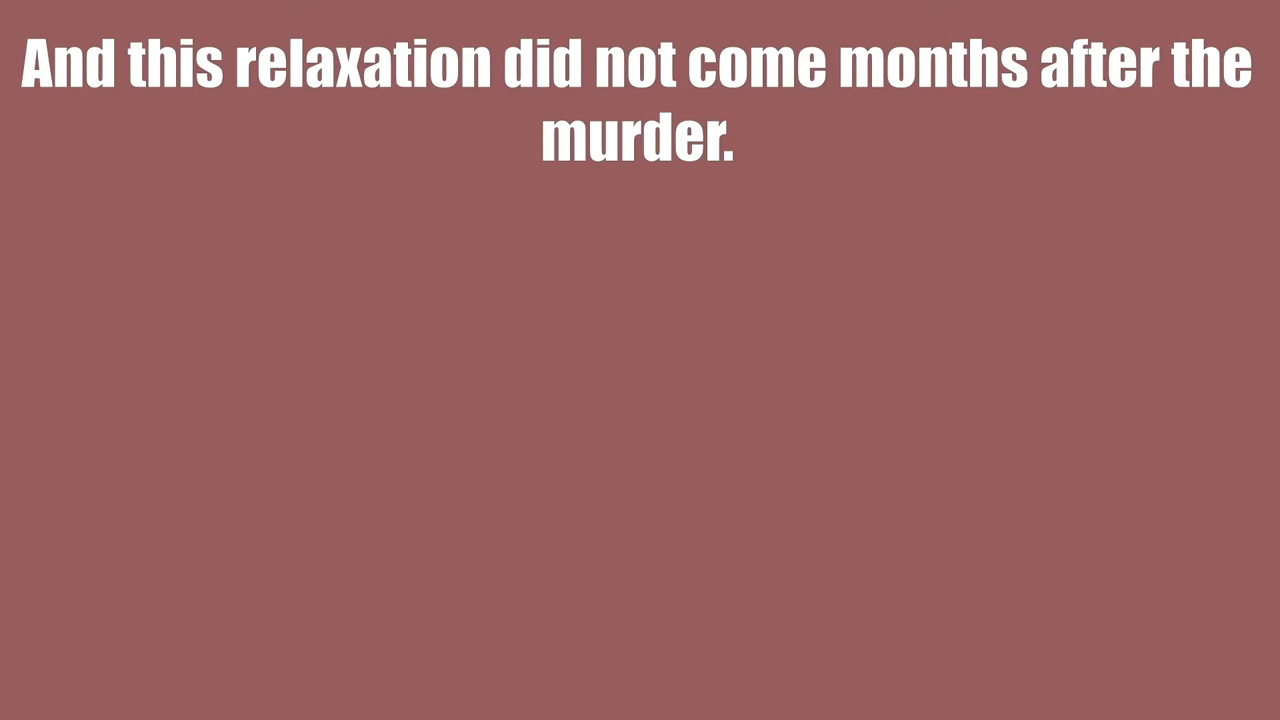 And this relaxation did not come months after the
murder.